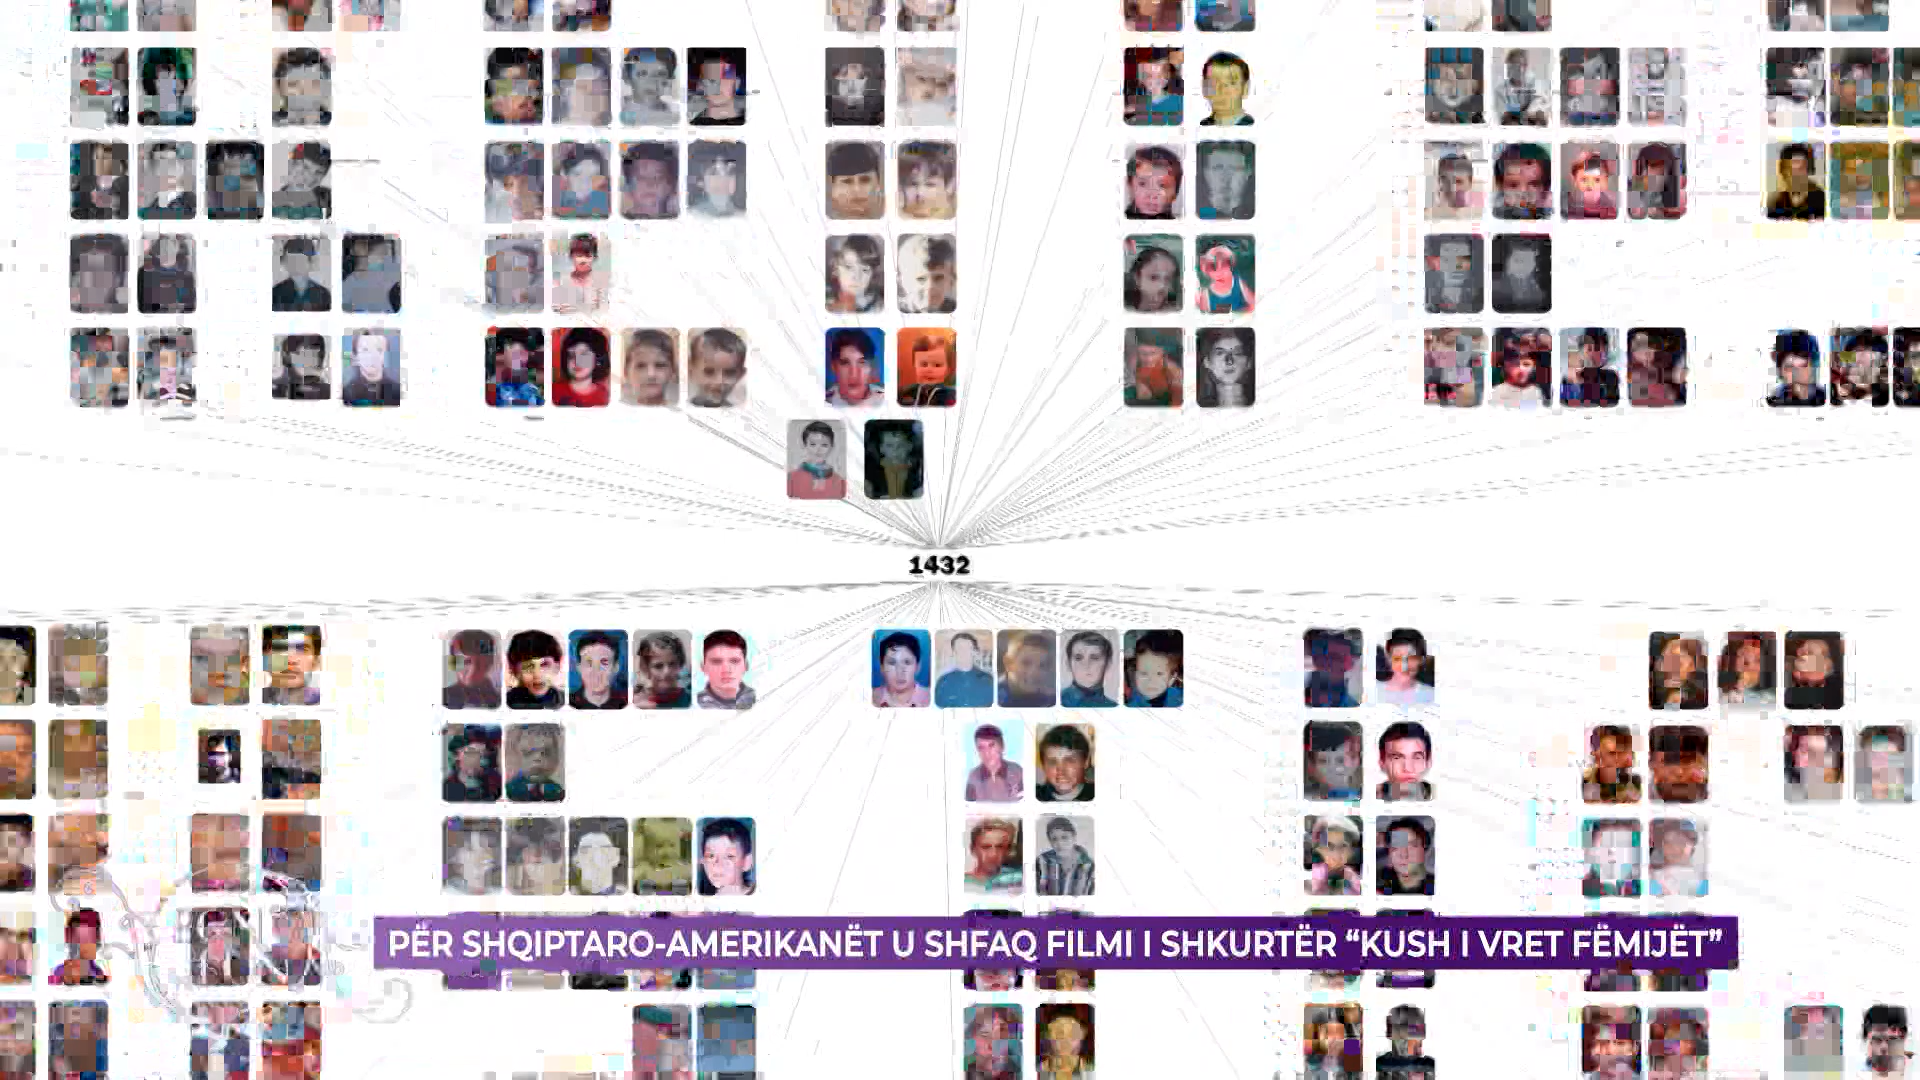 1432
PËR SHQIPTARO-AMERIKANËT U SHFAQ FILMI I SHKURTËR “KUSH I VRET FËMIJËT”